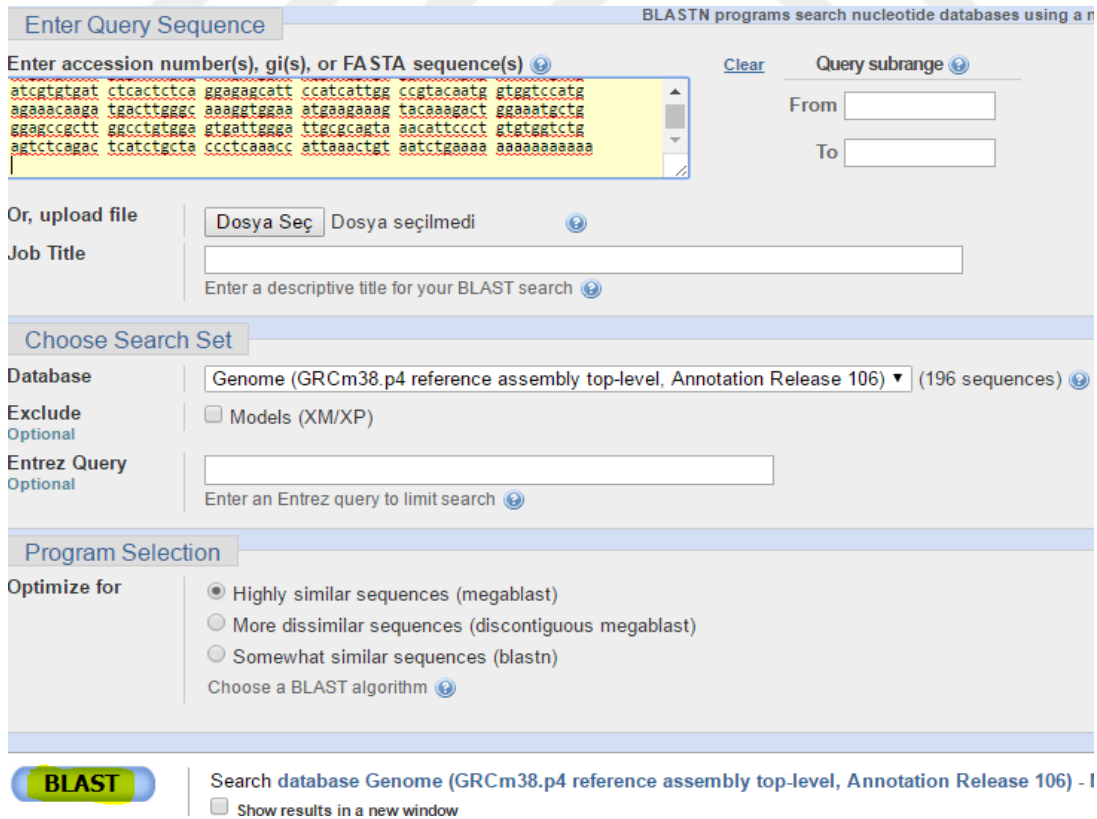 BLASTN programs search nucleotide databases using a
Enter Query Sequence
Enter accession number(s), gi(s), or FASTA sequence(s) Clear Query subrange
atcgtgtgat ctcactctca ggagagcatt ccatcattgg ccgtacaatg gtggtccatg
agaaacaaga tgacttgggc aaaggtggaa atgaagaaag tacaaagact ggaaatgctg
ggagccgctt ggcctgtgga gtgattggga ttgcgcagta aacattccct gtgtggtctg
agtctcagac tcatctgcta ccctcaaacc attaaactgt aatctgaaaa aaaaaaaaaaa
From
To
Or, upload file Dosya Seç Dosya seçilmedi
Job Title
Enter a descriptive title for your BLAST search
Choose Search Set
Database Genome (GRCm38.p4 reference assembly top-level, Annotation Release 106) (196 sequences)
Exclude Models (XM/XP)
Optional
Entrez Query
Optional
Enter an Entrez query to limit search
Program Selection
Optimize for Highly similar sequences (megablast)
More dissimilar sequences (discontiguous megablast)
Somewhat similar sequences (blastn)
Choose a BLAST algorithm
BLAST Search database Genome (GRCm38.p4 reference assembly top-level, Annotation Release 106) -
Show results in a new window